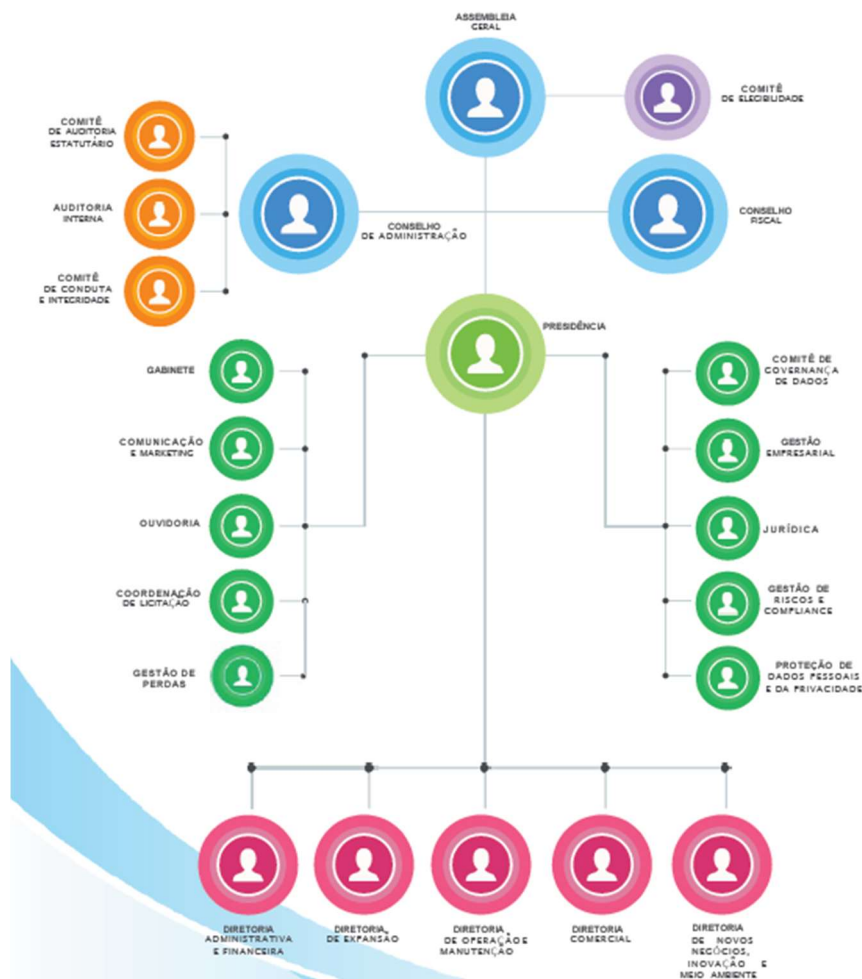 ASSEMBLEIA
GERAL
COMITÊ
DE ELEGIBILIDADE
COMITÊ
DE AUDITORIA
ESTATUTÁRIO
AUDITORIA
INTERNA
COMITÊ
DE CONDUTA
E INTEGRIDADE
CONSELHO
DE ADMINISTRAÇÃO
CONSELHO
FISCAL
PRESIDÊNCIA
GABINETE
COMUNICAÇÃO
E MARKETING
OUVIDORIA
COORDENAÇÃO
DE LICITAÇÃO
GESTÃO DE
PERDAS
COMITÊ DE
GOVERNANÇA
DE DADOS
GESTÃO
EMPRESARIAL
JURÍDICA
GESTÃO DE
RISCOS E
COMPLIANCE
PROTEÇÃO DE
DADOS PESSOAIS
E DA PRIVACIDADE
DIRETORIA
ADMINISTRATIVA
E FINANCEIRA
DIRETORIA
DE EXPANSÃO
DIRETORIA
DE OPERAÇÃO E
MANUTENÇÃO
DIRETORIA
COMERCIAL
DIRETORIA
DE NOVOS
NEGÓCIOS,
INOVAÇÃO E
MEIO AMBIENTE